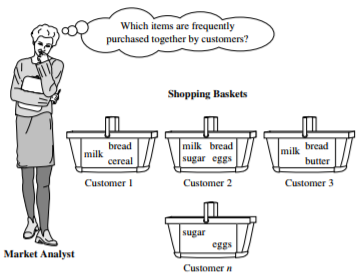 Which items are frequently
purchased together by customers?
Shopping Baskets
milk bread
cereal
Customer 1
milk bread
sugar eggs
Customer 2
milk bread
butter
Customer 3
sugar
eggs
Customer n
Market Analyst